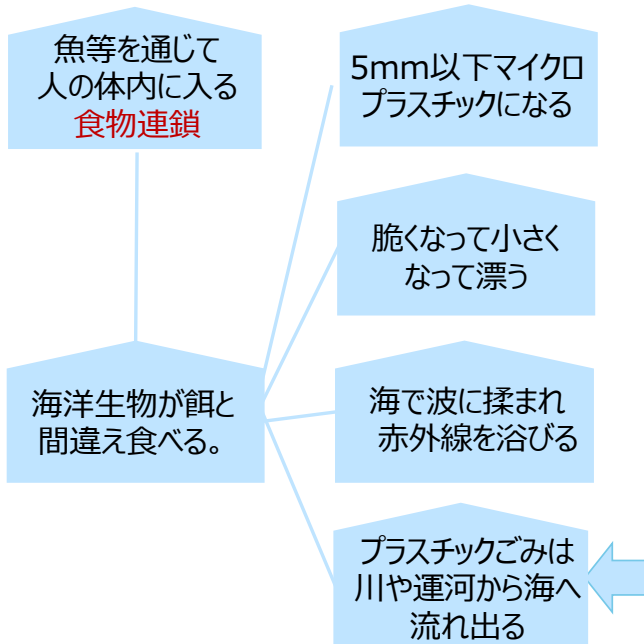 魚等を通じて
人の体内に入る
食物連鎖
5mm以下マイクロ
プラスチックになる
脆くなって小さく
なって漂う
海洋生物が餌と
間違え食べる。
海で波に揉まれ
赤外線を浴びる
プラスチックごみは
川や運河から海へ
流れ出る